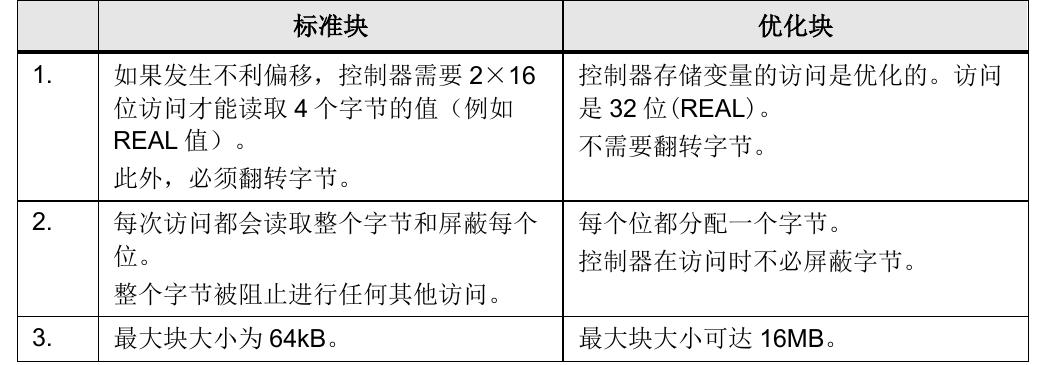 标准块
优化块
1.
如果发生不利偏移，控制器需要 2×16
位访问才能读取 4 个字节的值（例如
REAL 值）。
此外，必须翻转字节。
控制器存储变量的访问是优化的。访问
是 32 位(REAL)。
不需要翻转字节。
2.
每次访问都会读取整个字节和屏蔽每个
位。
整个字节被阻止进行任何其他访问。
每个位都分配一个字节。
控制器在访问时不必屏蔽字节。
3.
最大块大小为 64kB。
最大块大小可达 16MB。